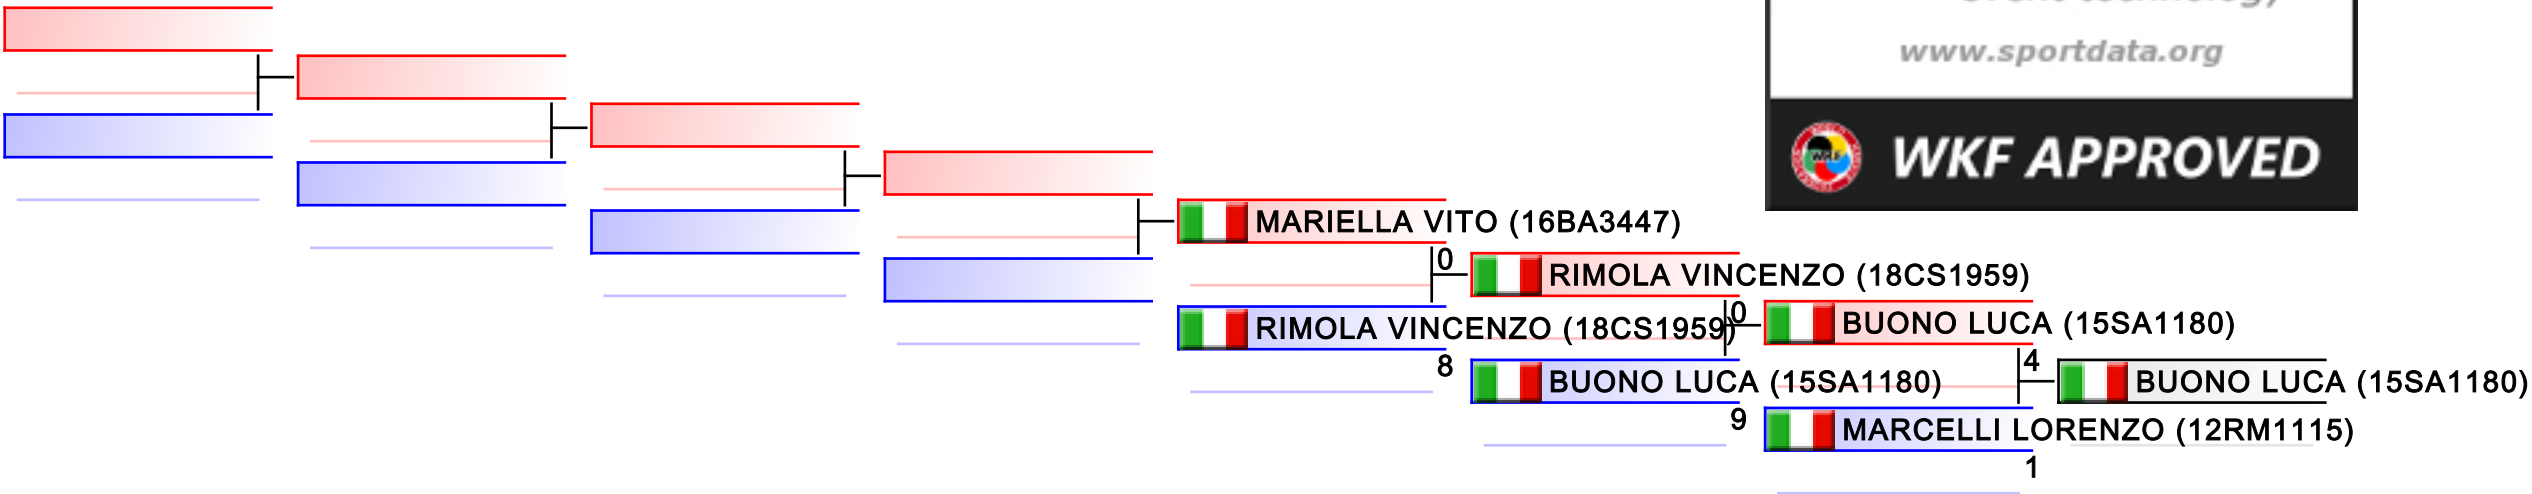 www.sportdata.org
WKF APPROVED
MARIELLA VITO (16BA3447)
0
RIMOLA VINCENZO (18CS1959)
RIMOLA VINCENZO (18CS1959)
0
BUONO LUCA (15SA1180)
8
BUONO LUCA (15SA1180)
4
BUONO LUCA (15SA1180)
9
MARCELLI LORENZO (12RM1115)
1